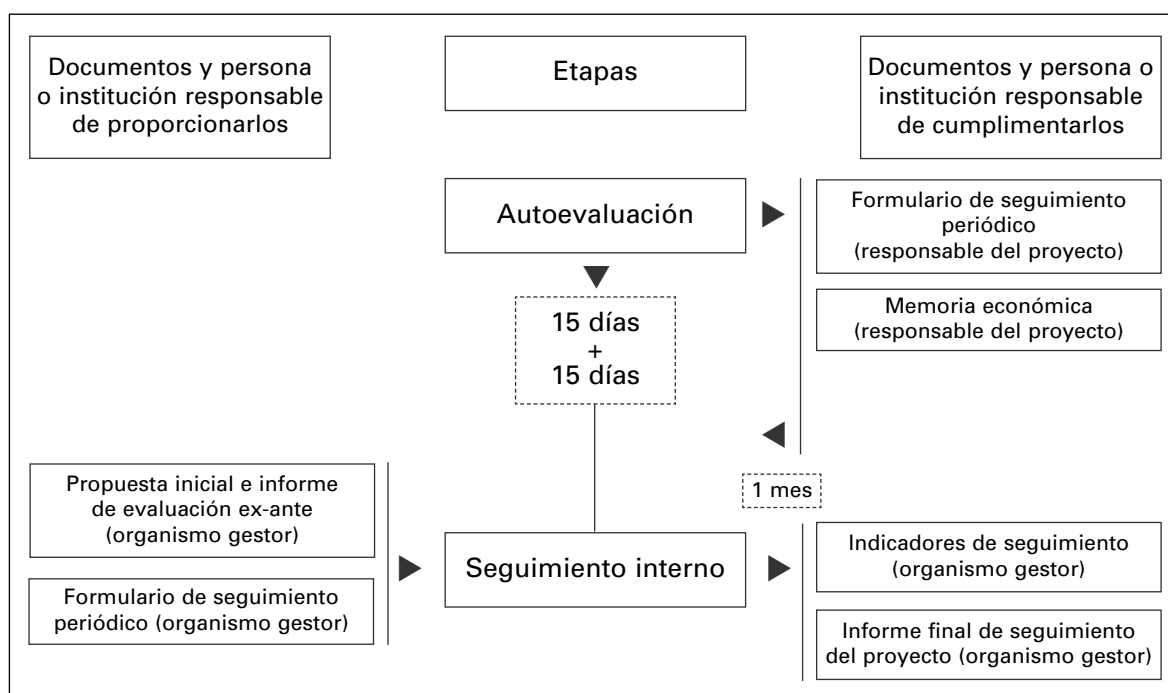 Documentos y persona
o institución responsable
de proporcionarlos
Etapas
Documentos y persona o
institución responsable
de cumplimentarlos
Autoevaluación
Formulario de seguimiento
periódico
(responsable del proyecto)
Memoria económica
(responsable del proyecto)
15 días
+
15 días
1 mes
Propuesta inicial e informe
de evaluación ex-ante
(organismo gestor)
Formulario de seguimiento
periódico (organismo gestor)
Seguimiento interno
Indicadores de seguimiento
(organismo gestor)
Informe final de seguimiento
del proyecto (organismo gestor)